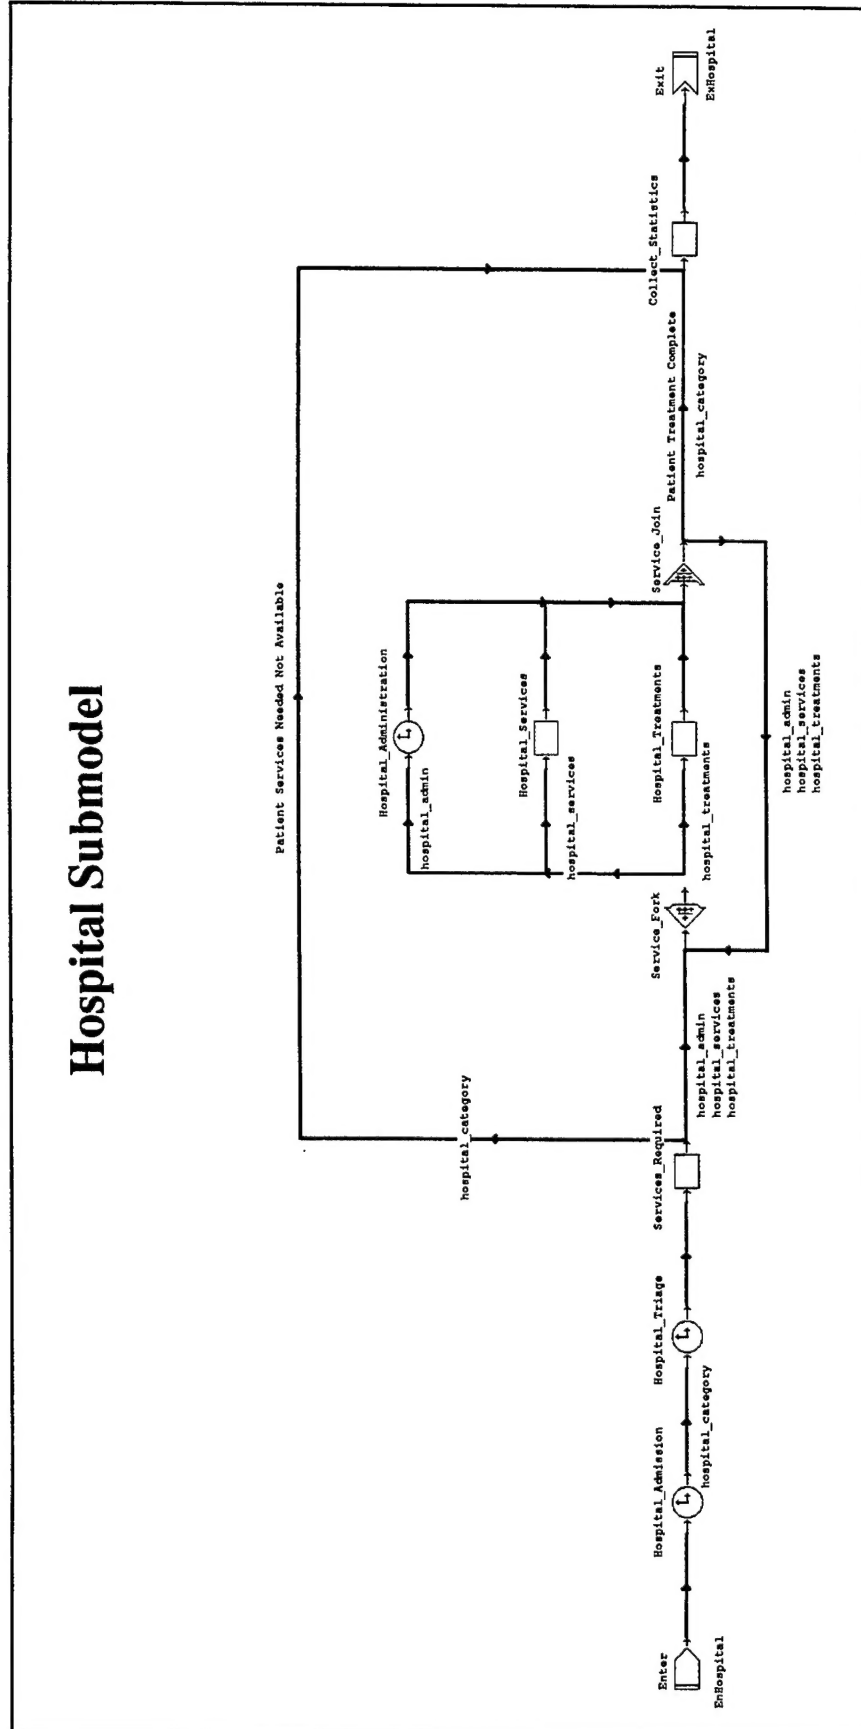 Hospital Submodel
Patient Services Needed Not Available
hospital_category
Hospital_Administration
hospital_admin
Hospital_Services
hospital_services
Hospital_Treatments
hospital_treatments
Enter
EnHospital
Hospital_Admission
hospital_category
Hospital_Triage
Services_Required
hospital_admin
hospital_services
hospital_treatments
Service_Fork
Service_Join
hospital_admin
hospital_services
hospital_treatments
Patient Treatment Complete
hospital_category
Collect_Statistics
Exit
ExHospital